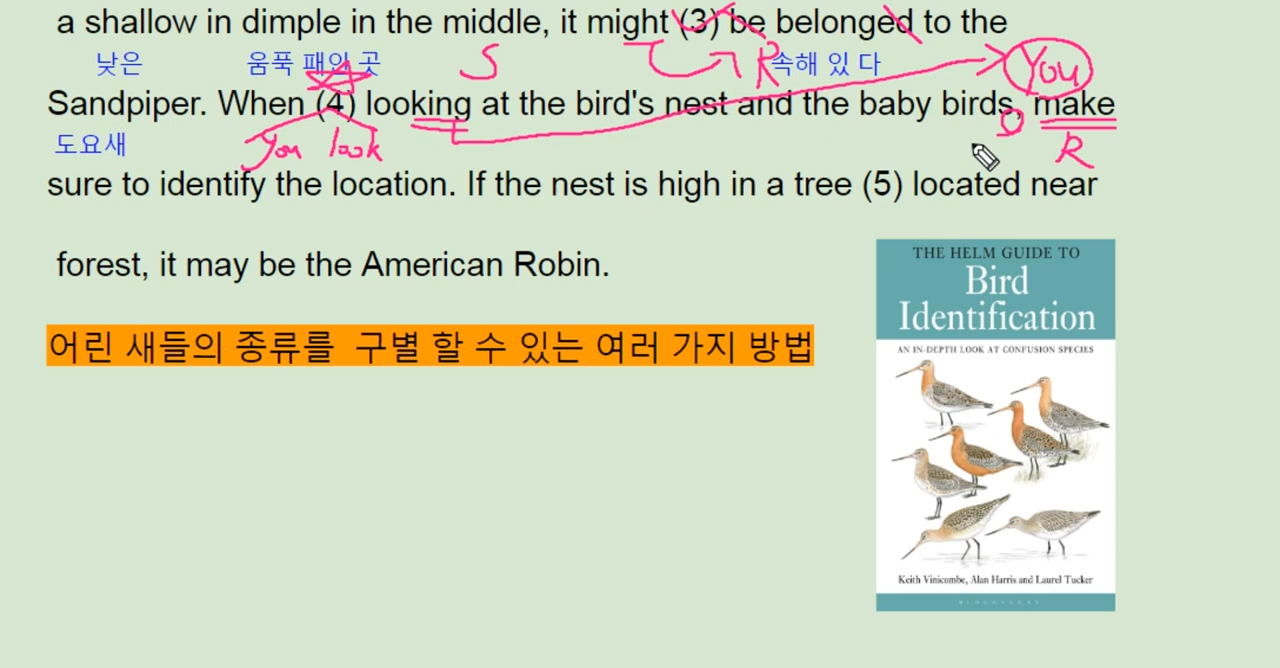 a shallow in dimple in the middle, it might (3) be belonged to the
낮은 움푹 패인 곳 S R 속해 있 다 You
Sandpiper. When (4) looking at the bird's nest and the baby birds, make
도요새 you look R
sure to identify the location. If the nest is high in a tree (5) located near
forest, it may be the American Robin.
어린 새들의 종류를 구별 할 수 있는 여러 가지 방법
THE HELM GUIDE TO
Bird
Identification
AN IN-DEPTH LOOK AT CONFUSION SPECIES
Keith Vinicombe, Alan Harris and Laurel Tucker
BLOOMSBURY